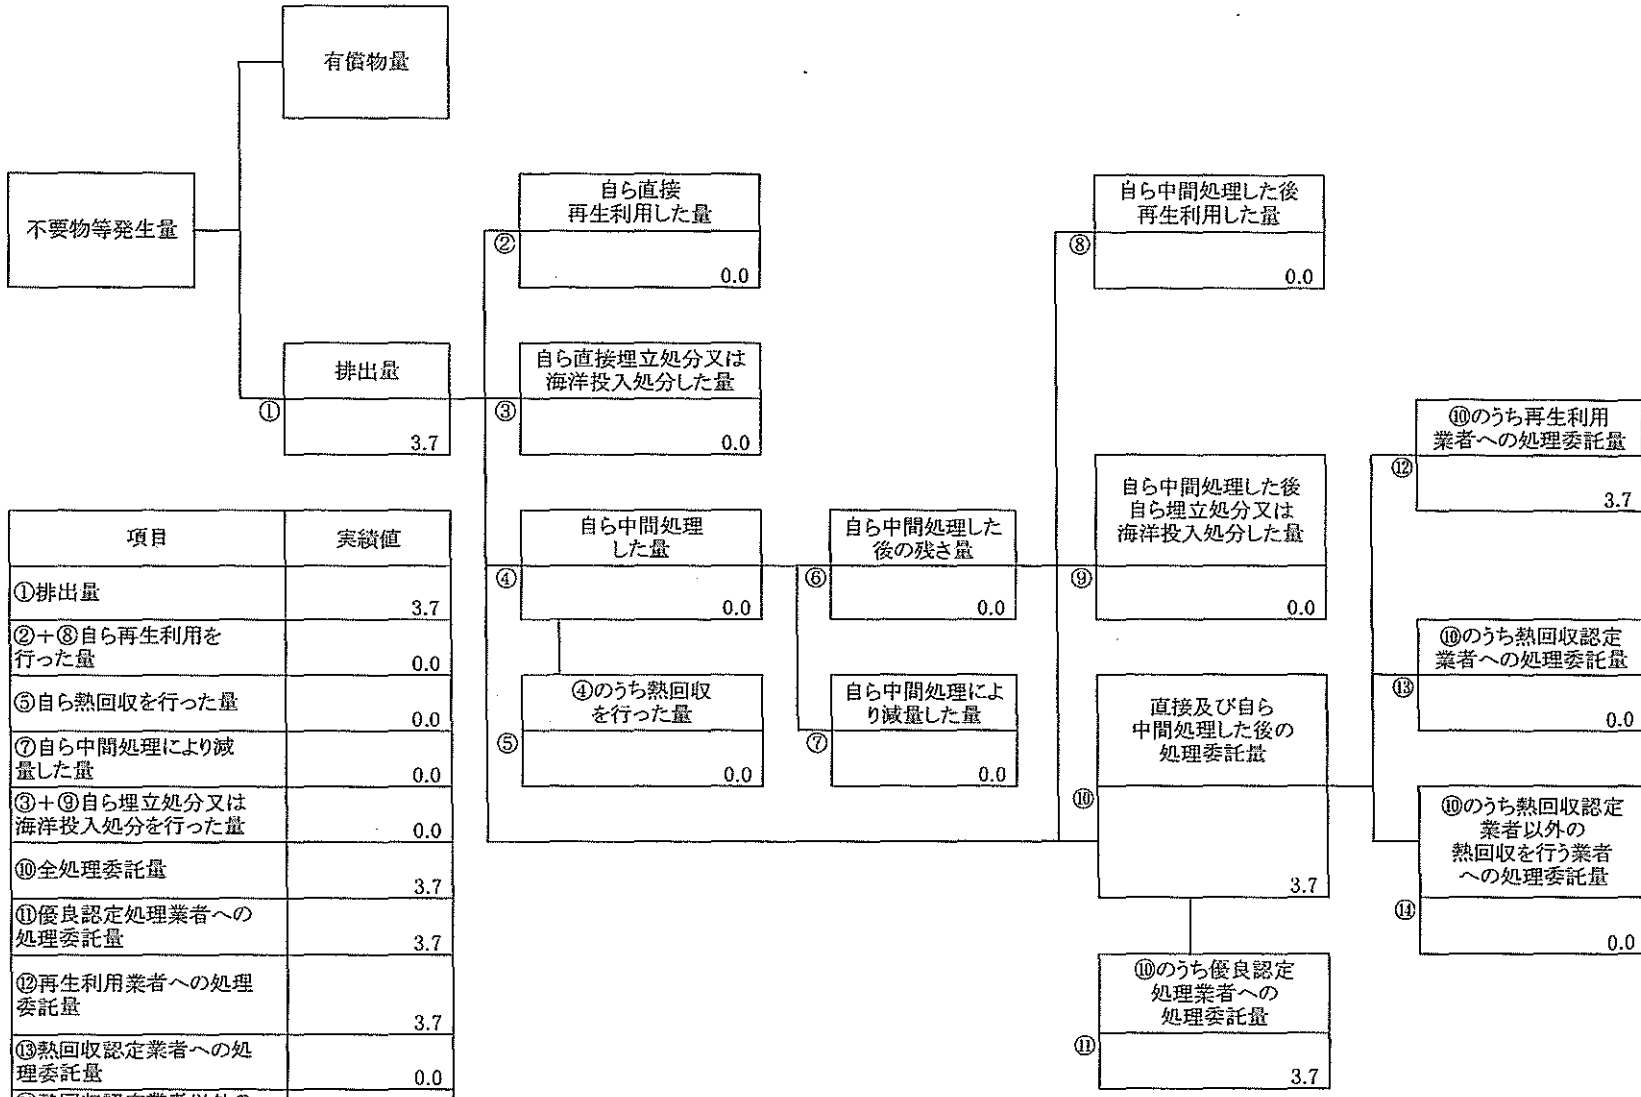 有償物量
不要物等発生量
自ら直接
再生利用した量
②
0.0
自ら中間処理した後
再生利用した量
⑧
0.0
排出量
①
3.7
自ら直接埋立処分又は
海洋投入処分した量
③
0.0
⑩のうち再生利用
業者への処理委託量
⑫
3.7
自ら中間処理
した量
④
0.0
自ら中間処理した
後の残さ量
⑥
0.0
自ら中間処理した後
自ら埋立処分又は
海洋投入処分した量
⑨
0.0
⑩のうち熱回収認定
業者への処理委託量
⑬
0.0
④のうち熱回収
を行った量
⑤
0.0
自ら中間処理によ
り減量した量
⑦
0.0
直接及び自ら
中間処理した後の
処理委託量
⑩
3.7
⑩のうち熱回収認定
業者以外の
熱回収を行う業者
への処理委託量
⑭
0.0
⑩のうち優良認定
処理業者への
処理委託量
⑪
3.7
項目 実績値
①排出量
3.7
②+⑧自ら再生利用を
行った量 0.0
⑤自ら熱回収を行った量
0.0
⑦自ら中間処理により減
量した量 0.0
③+⑨自ら埋立処分又は
海洋投入処分を行った量 0.0
⑩全処理委託量
3.7
⑪優良認定処理業者への
処理委託量 3.7
⑫再生利用業者への処理
委託量
3.7
⑬熱回収認定業者への処
理委託量 0.0